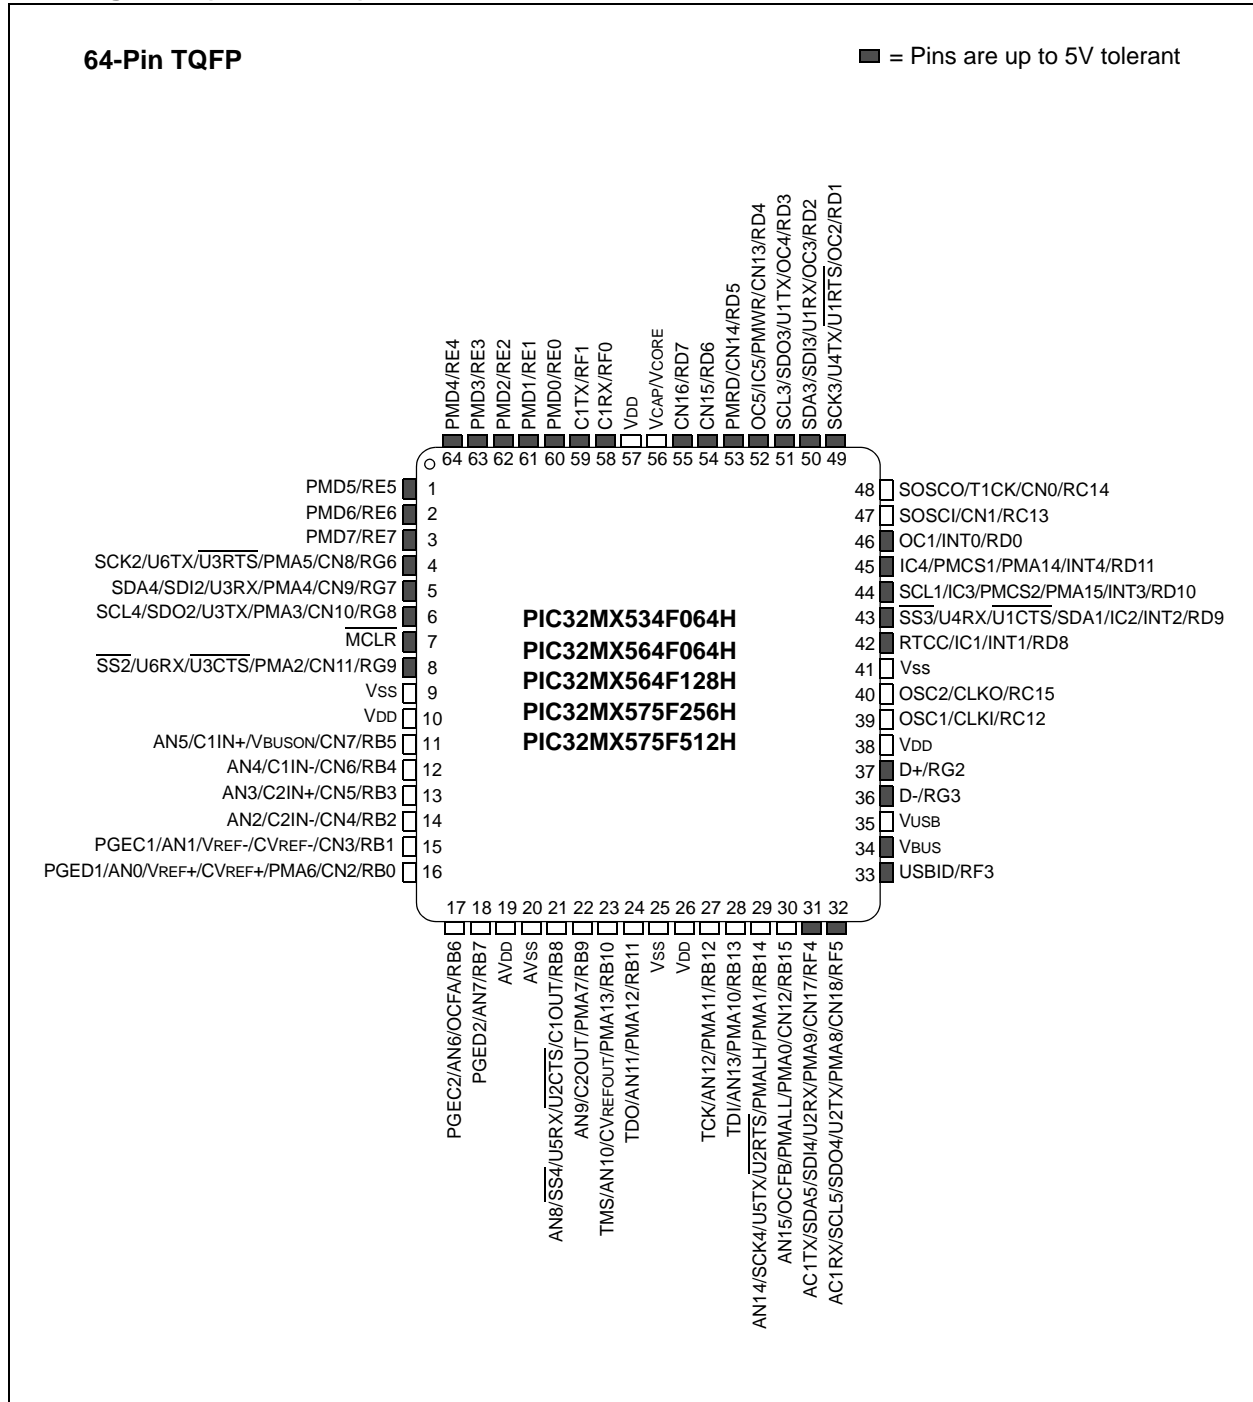 64-Pin TQFP
= Pins are up to 5V tolerant
PMD4/RE4
PMD3/RE3
PMD2/RE2
PMD1/RE1
PMD0/RE0
C1TX/RF1
C1RX/RF0
VDD
VCAP/VCORE
CN16/RD7
CN15/RD6
PMRD/CN14/RD5
OC5/IC5/PMWR/CN13/RD4
SCL3/SDO3/U1TX/OC4/RD3
SDA3/SDI3/U1RX/OC3/RD2
SCK3/U4TX/U1RTS/OC2/RD1
64 63 62 61 60 59 58 57 56 55 54 53 52 51 50 49
PMD5/RE5 1
PMD6/RE6 2
PMD7/RE7 3
SCK2/U6TX/U3RTS/PMA5/CN8/RG6 4
SDA4/SDI2/U3RX/PMA4/CN9/RG7 5
SCL4/SDO2/U3TX/PMA3/CN10/RG8 6
MCLR 7
SS2/U6RX/U3CTS/PMA2/CN11/RG9 8
VSS 9
VDD 10
AN5/C1IN+/VBUSON/CN7/RB5 11
AN4/C1IN-/CN6/RB4 12
AN3/C2IN+/CN5/RB3 13
AN2/C2IN-/CN4/RB2 14
PGEC1/AN1/VREF-/CVREF-/CN3/RB1 15
PGED1/AN0/VREF+/CVREF+/PMA6/CN2/RB0 16
PIC32MX534F064H
PIC32MX564F064H
PIC32MX564F128H
PIC32MX575F256H
PIC32MX575F512H
48 SOSCO/T1CK/CN0/RC14
47 SOSCI/CN1/RC13
46 OC1/INT0/RD0
45 IC4/PMCS1/PMA14/INT4/RD11
44 SCL1/IC3/PMCS2/PMA15/INT3/RD10
43 SS3/U4RX/U1CTS/SDA1/IC2/INT2/RD9
42 RTCC/IC1/INT1/RD8
41 Vss
40 OSC2/CLKO/RC15
39 OSC1/CLKI/RC12
38 VDD
37 D+/RG2
36 D-/RG3
35 VUSB
34 VBUS
33 USBID/RF3
17 18 19 20 21 22 23 24 25 26 27 28 29 30 31 32
PGEC2/AN6/OCFA/RB6
PGED2/AN7/RB7
AVDD
AVSS
AN8/SS4/U5RX/U2CTS/C1OUT/RB8
AN9/C2OUT/PMA7/RB9
TMS/AN10/CVREFOUT/PMA13/RB10
TDO/AN11/PMA12/RB11
VSS
VDD
TCK/AN12/PMA11/RB12
TDI/AN13/PMA10/RB13
AN14/SCK4/U5TX/U2RTS/PMALH/PMA1/RB14
AN15/OCFB/PMALL/PMA0/CN12/RB15
AC1TX/SDA5/SDI4/U2RX/PMA9/CN17/RF4
AC1RX/SCL5/SDO4/U2TX/PMA8/CN18/RF5